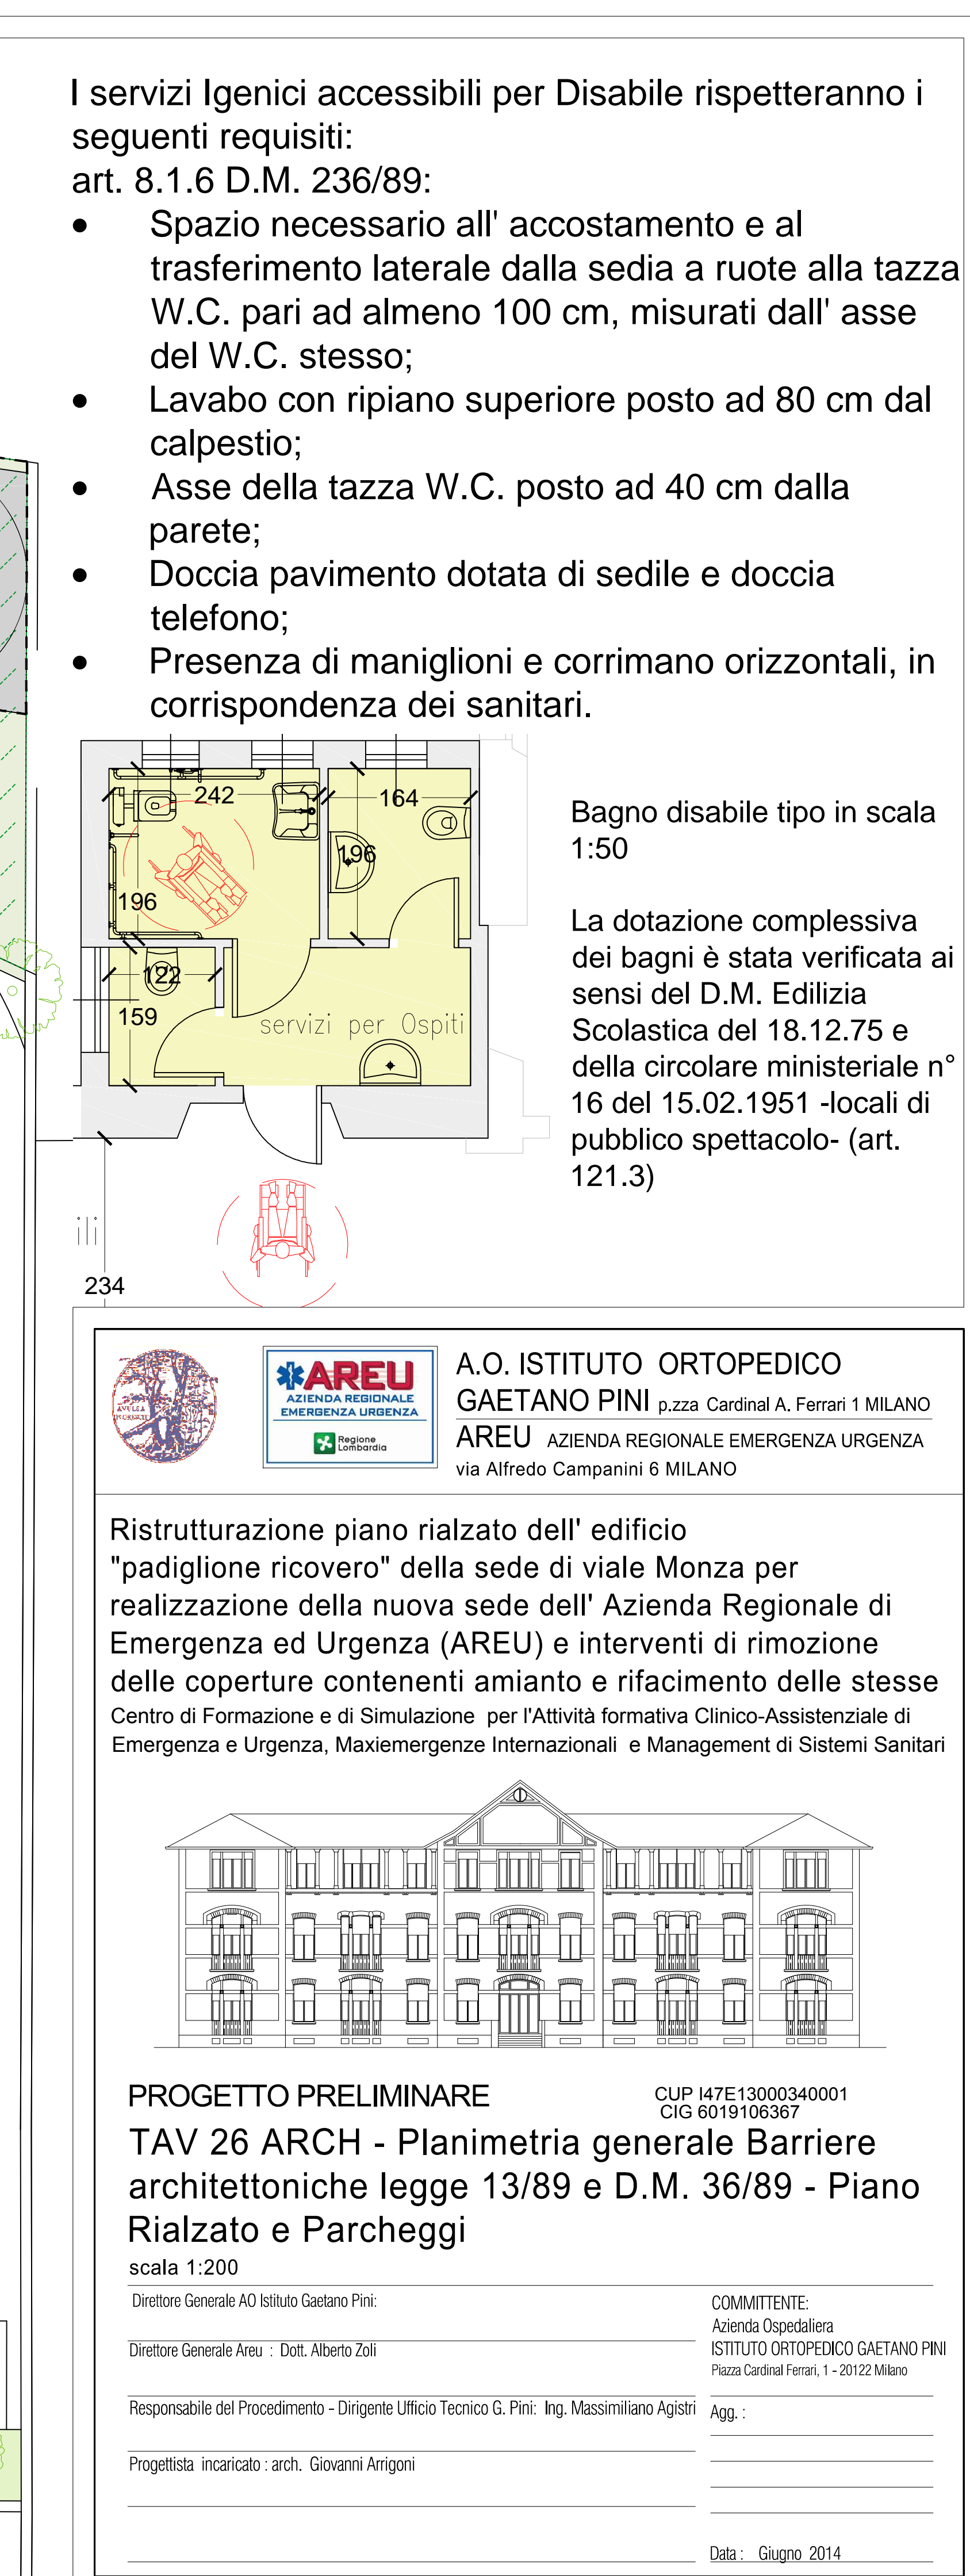 I servizi Igenici accessibili per Disabile rispetteranno i
seguenti requisiti:
art. 8.1.6 D.M. 236/89:
• Spazio necessario all' accostamento e al
trasferimento laterale dalla sedia a ruote alla tazza
W.C. pari ad almeno 100 cm, misurati dall' asse
del W.C. stesso;
• Lavabo con ripiano superiore posto ad 80 cm dal
calpestio;
• Asse della tazza W.C. posto ad 40 cm dalla
parete;
• Doccia pavimento dotata di sedile e doccia
telefono;
• Presenza di maniglioni e corrimano orizzontali, in
corrispondenza dei sanitari.
242
164
196
196
122
159
servizi per Ospiti
234
Bagno disabile tipo in scala
1:50
La dotazione complessiva
dei bagni è stata verificata ai
sensi del D.M. Edilizia
Scolastica del 18.12.75 e
della circolare ministeriale n°
16 del 15.02.1951 -locali di
pubblico spettacolo- (art.
121.3)
AREU
AZIENDA REGIONALE
EMERGENZA URGENZA
Regione
Lombardia
A.O. ISTITUTO ORTOPEDICO
GAETANO PINI p.zza Cardinal A. Ferrari 1 MILANO
AREU AZIENDA REGIONALE EMERGENZA URGENZA
via Alfredo Campanini 6 MILANO
Ristrutturazione piano rialzato dell' edificio
"padiglione ricovero" della sede di viale Monza per
realizzazione della nuova sede dell' Azienda Regionale di
Emergenza ed Urgenza (AREU) e interventi di rimozione
delle coperture contenenti amianto e rifacimento delle stesse
Centro di Formazione e di Simulazione per l'Attività formativa Clinico-Assistenziale di
Emergenza e Urgenza, Maxiemergenze Internazionali e Management di Sistemi Sanitari
PROGETTO PRELIMINARE
CUP I47E13000340001
CIG 6019106367
TAV 26 ARCH - Planimetria generale Barriere
architettoniche legge 13/89 e D.M. 36/89 - Piano
Rialzato e Parcheggi
scala 1:200
Direttore Generale AO Istituto Gaetano Pini:
Direttore Generale Areu : Dott. Alberto Zoli
Responsabile del Procedimento - Dirigente Ufficio Tecnico G. Pini: Ing. Massimiliano Agistri
Progettista incaricato : arch. Giovanni Arrigoni
COMMITTENTE:
Azienda Ospedaliera
ISTITUTO ORTOPEDICO GAETANO PINI
Piazza Cardinal Ferrari, 1 - 20122 Milano
Agg. :
Data : Giugno 2014